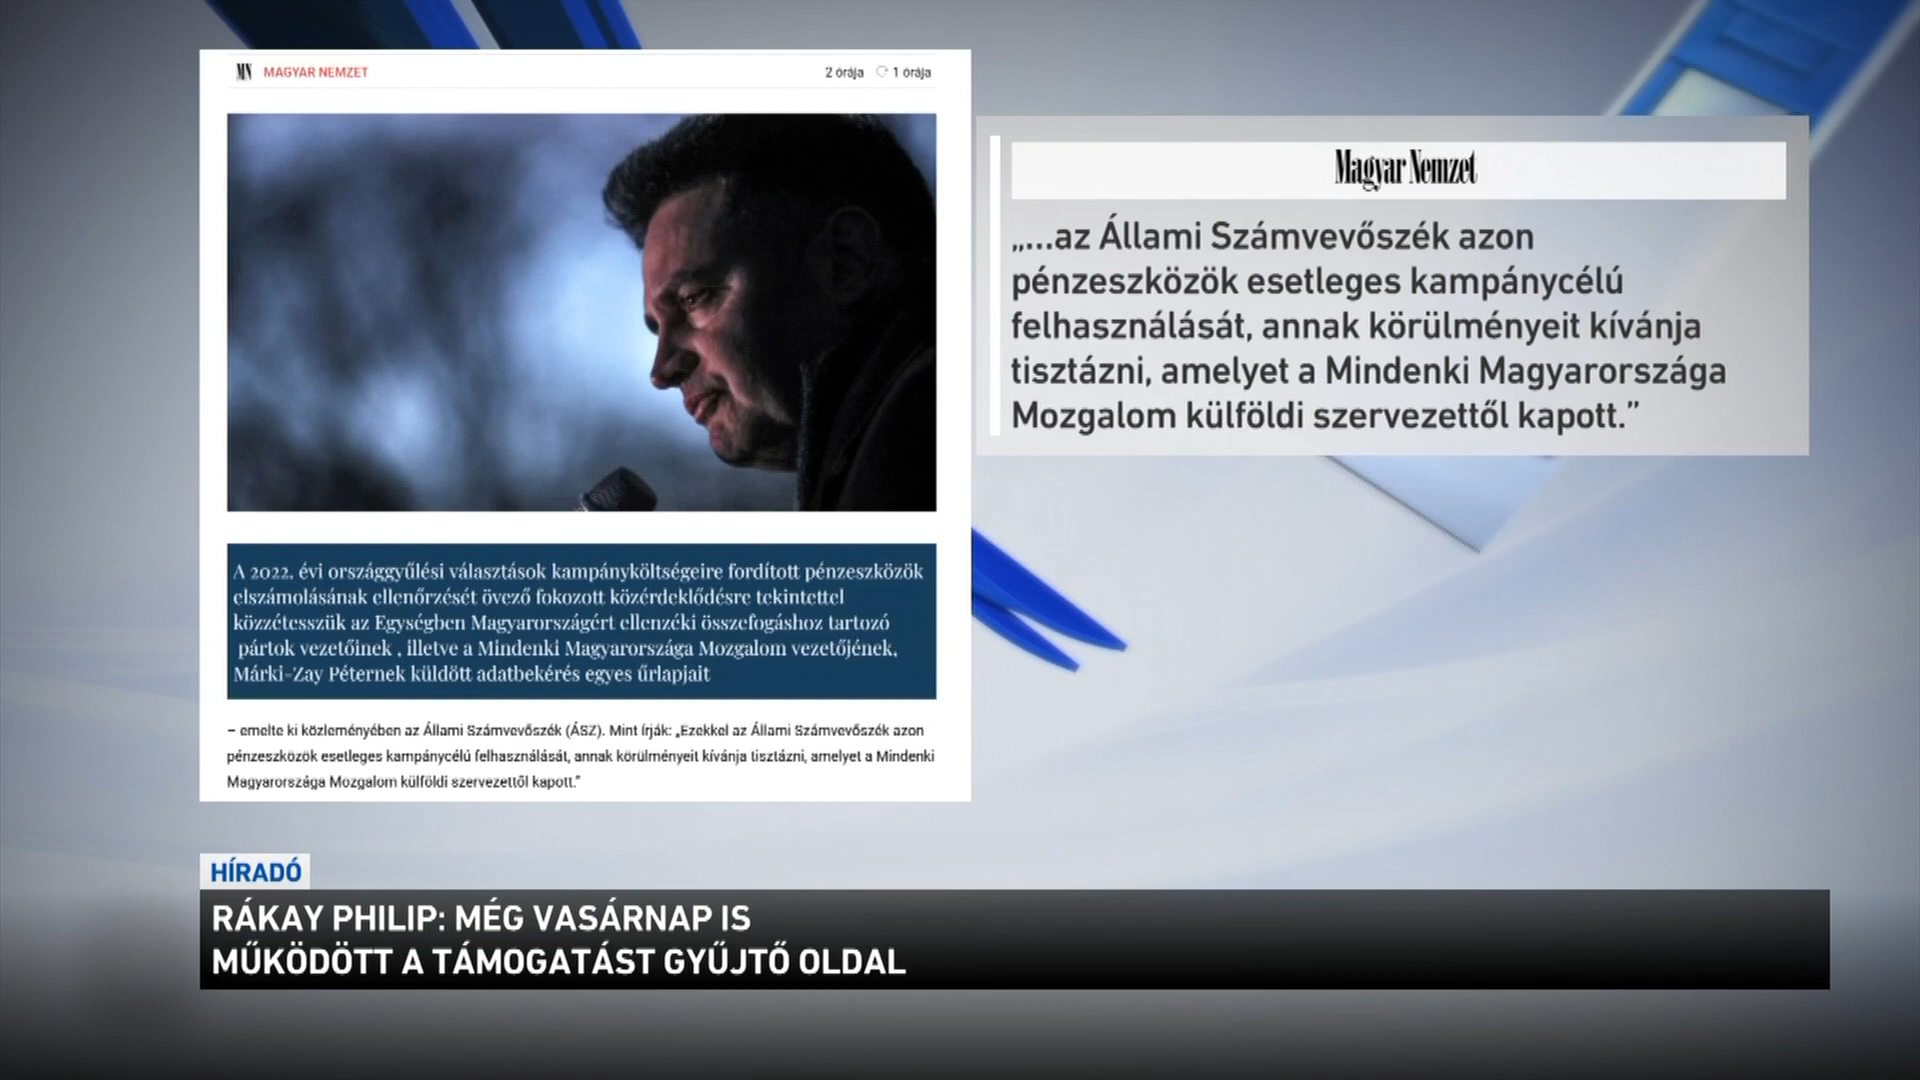 MN MAGYAR NEMZET 2 órája 1 órája
A 2022. évi országgyűlési választások kampányköltségeire fordított pénzeszközök
elszámolásának ellenőrzését övező fokozott közérdeklődésre tekintettel
közzétesszük az Egységben Magyarországért ellenzéki összefogáshoz tartozó
pártok vezetőinek , illetve a Mindenki Magyarországa Mozgalom vezetőjének,
Márki-Zay Péternek küldött adatbekérés egyes űrlapjait
– emelte ki közleményében az Állami Számvevőszék (ÁSZ). Mint írják: „Ezekkel az Állami Számvevőszék azon
pénzeszközök esetleges kampánycélú felhasználását, annak körülményeit kívánja tisztázni, amelyet a Mindenki
Magyarországa Mozgalom külföldi szervezettől kapott.”
Magyar Nemzet
„...az Állami Számvevőszék azon
pénzeszközök esetleges kampánycélú
felhasználását, annak körülményeit kívánja
tisztázni, amelyet a Mindenki Magyarországa
Mozgalom külföldi szervezettől kapott.”
HÍRADÓ
RÁKAY PHILIP: MÉG VASÁRNAP IS
MŰKÖDÖTT A TÁMOGATÁST GYŰJTŐ OLDAL